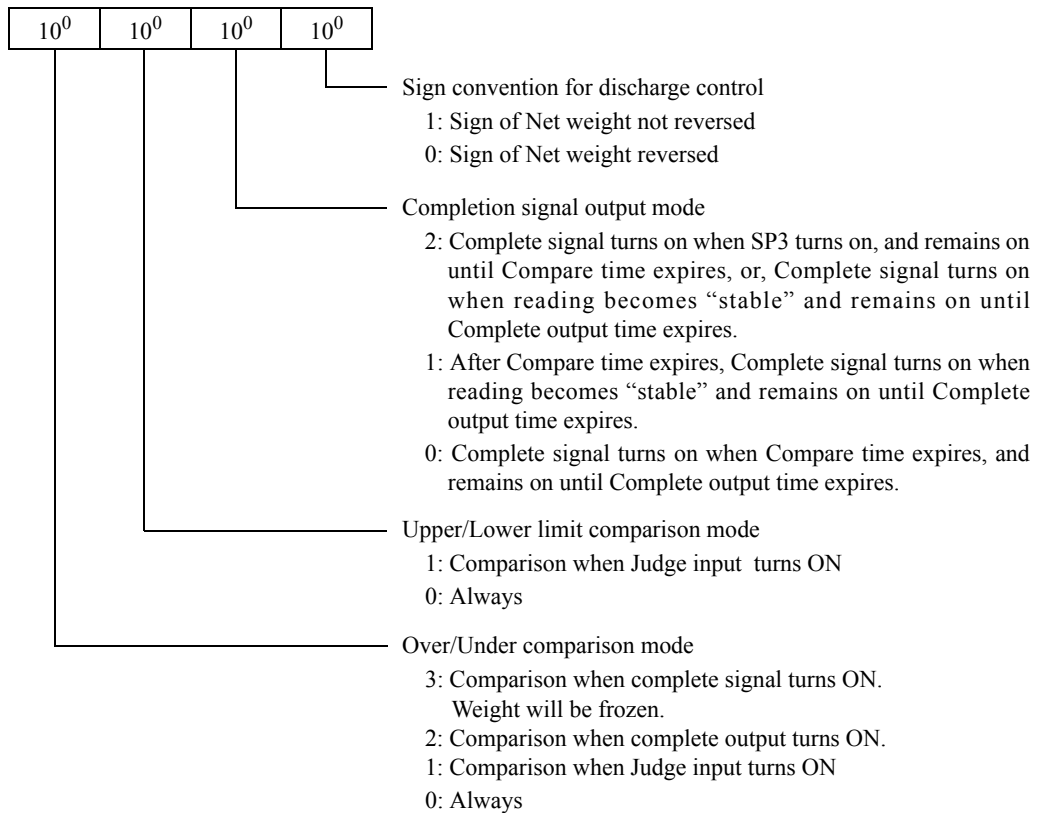 10⁰ 10⁰ 10⁰ 10⁰
Sign convention for discharge control
1: Sign of Net weight not reversed
0: Sign of Net weight reversed
Completion signal output mode
2: Complete signal turns on when SP3 turns on, and remains on
until Compare time expires, or, Complete signal turns on
when reading becomes “stable” and remains on until
Complete output time expires.
1: After Compare time expires, Complete signal turns on when
reading becomes “stable” and remains on until Complete
output time expires.
0: Complete signal turns on when Compare time expires, and
remains on until Complete output time expires.
Upper/Lower limit comparison mode
1: Comparison when Judge input turns ON
0: Always
Over/Under comparison mode
3: Comparison when complete signal turns ON.
Weight will be frozen.
2: Comparison when complete output turns ON.
1: Comparison when Judge input turns ON
0: Always